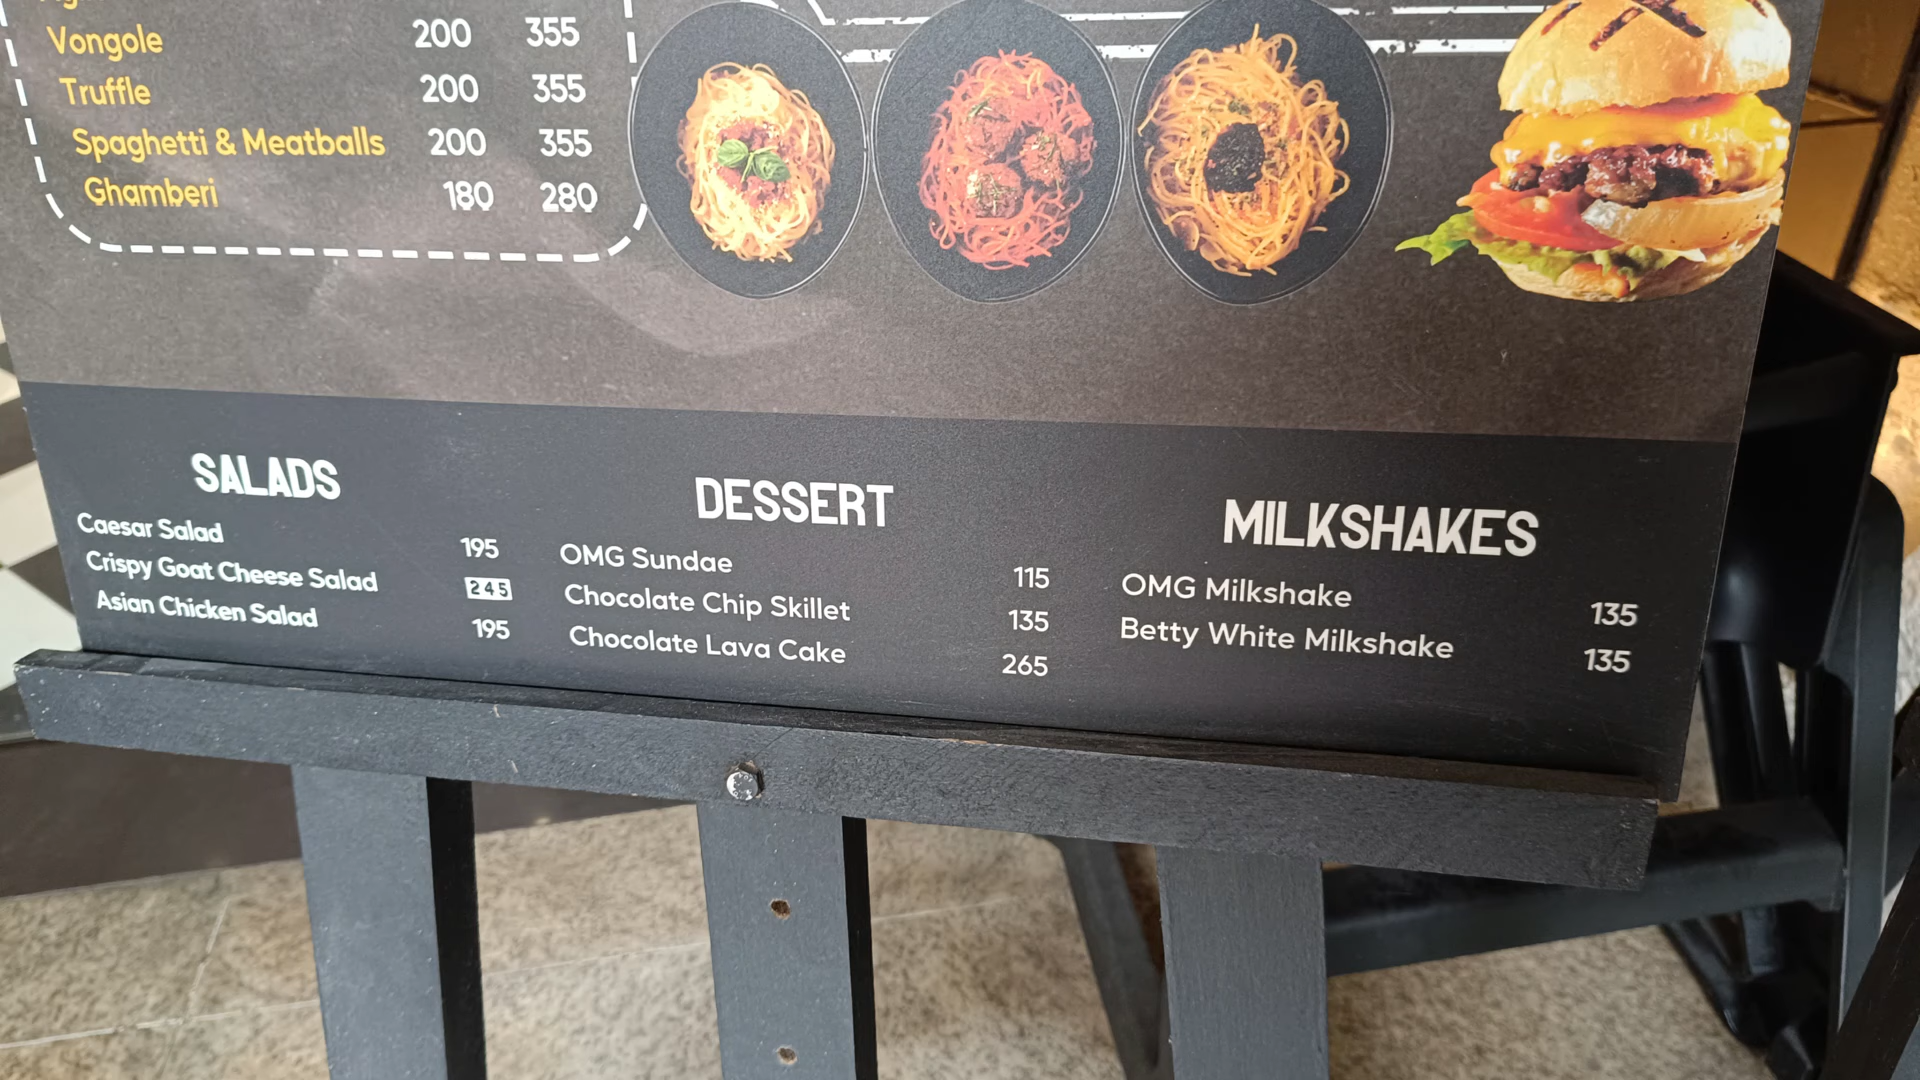 Vongole 200 355
Truffle 200 355
Spaghetti & Meatballs 200 355
Ghamberi 180 280
SALADS
Caesar Salad 195
Crispy Goat Cheese Salad 245
Asian Chicken Salad 195
DESSERT
OMG Sundae 115
Chocolate Chip Skillet 135
Chocolate Lava Cake 265
MILKSHAKES
OMG Milkshake 135
Betty White Milkshake 135